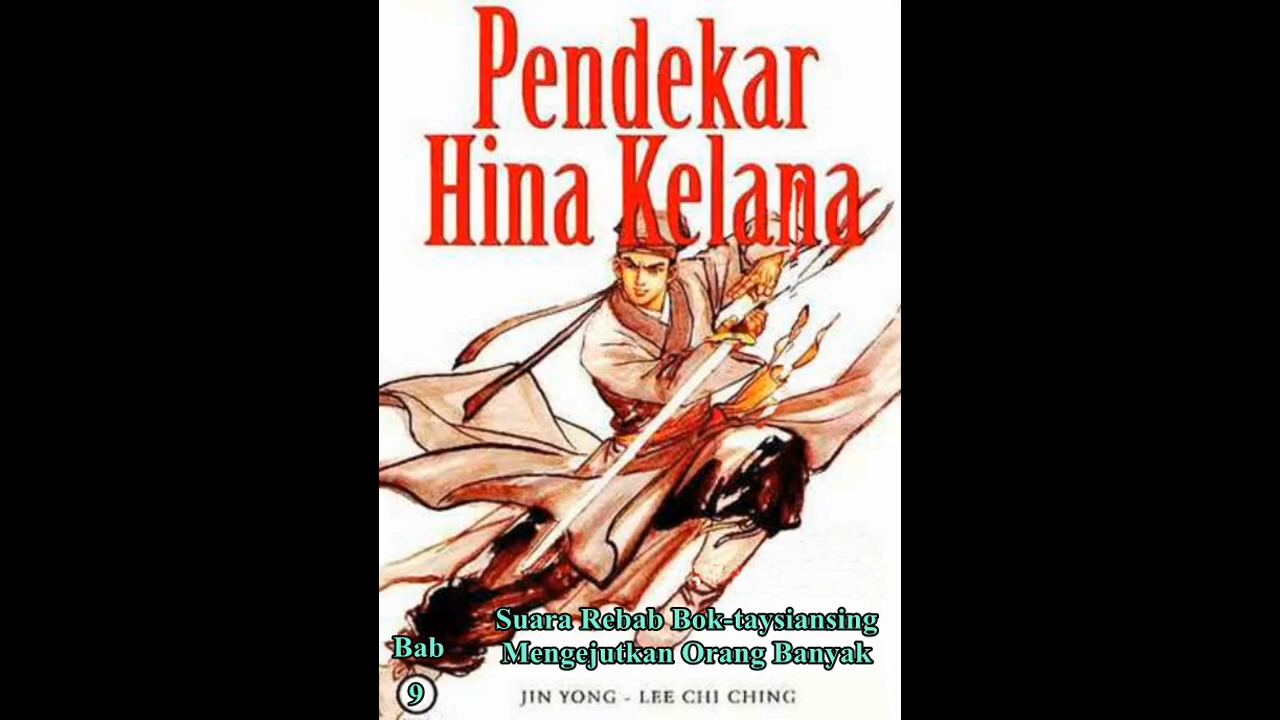 Pendekar
Hina Kelana
Suara Rebab Bok-taysiansing
Mengejutkan Orang Banyak
Bab
9
JIN YONG - LEE CHI CHING